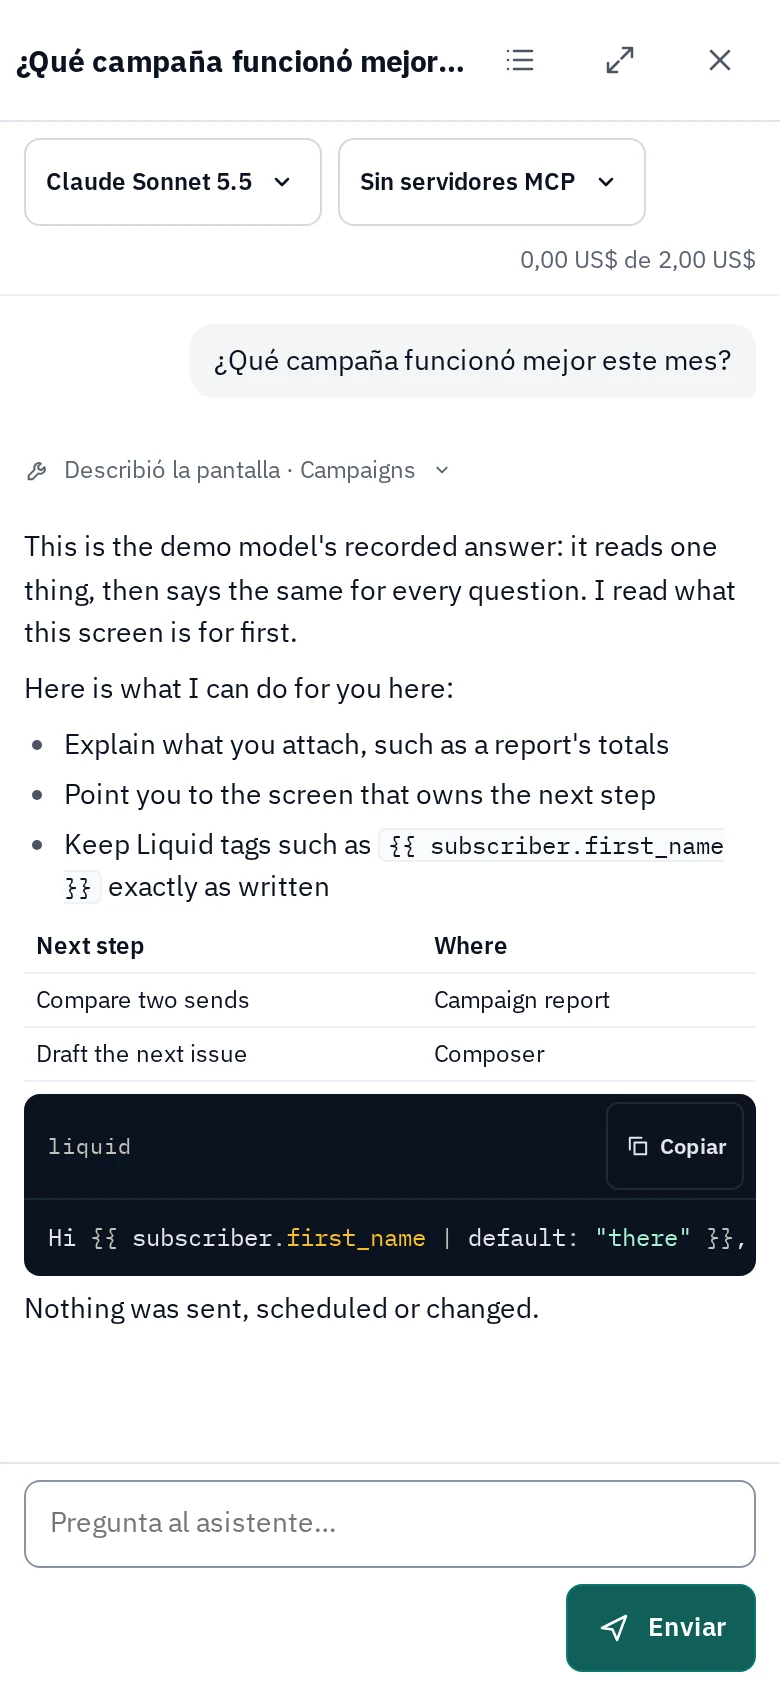 ¿Qué campaña funcionó mejor...
Claude Sonnet 5.5
Sin servidores MCP
0,00 US$ de 2,00 US$
¿Qué campaña funcionó mejor este mes?
Describió la pantalla · Campaigns
This is the demo model's recorded answer: it reads one
thing, then says the same for every question. I read what
this screen is for first.
Here is what I can do for you here:
Explain what you attach, such as a report's totals
Point you to the screen that owns the next step
Keep Liquid tags such as {{ subscriber.first_name
}} exactly as written
Next step Where
Compare two sends Campaign report
Draft the next issue Composer
liquid
Copiar
Hi {{ subscriber.first_name | default: "there" }},
Nothing was sent, scheduled or changed.
Pregunta al asistente...
Enviar